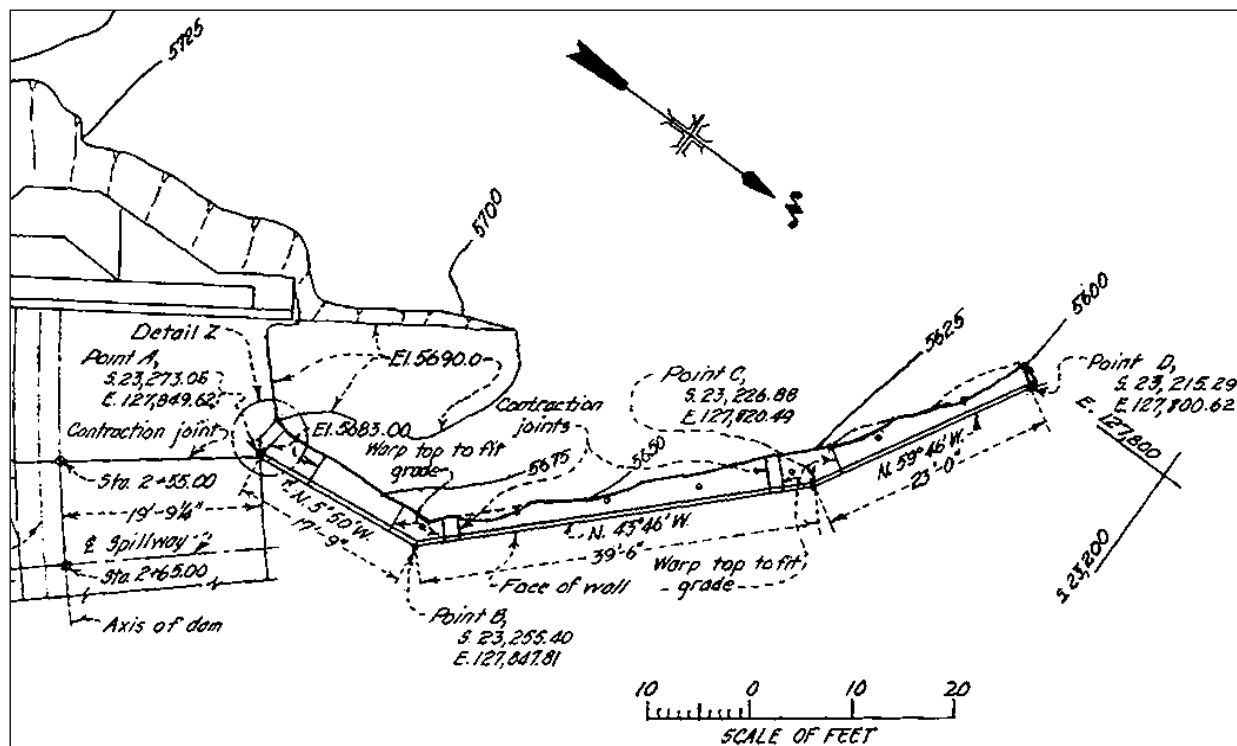 5725
5700
Detail Z
Point A,
S. 23,273.05
E. 127,849.62
Contraction joint
Sta. 2+55.00
19'-9¼"
℄ Spillway
Sta. 2+65.00
Axis of dam
El. 5690.0
El. 5683.00
Warp top to fit
grade
5675
5650
Contraction
joints
Point C,
S. 23,226.88
E. 127,820.49
5625
5600
Point D,
S. 23,215.29
E. 127,800.62
E. 127,800
S. 23,200
N. 5°50'W.
17'-9"
N. 43°46'W.
39'-6"
N. 59°46'W.
23'-0"
Face of wall
Warp top to fit
grade
Point B,
S. 23,255.40
E. 127,847.81
N
10 0 10 20
SCALE OF FEET